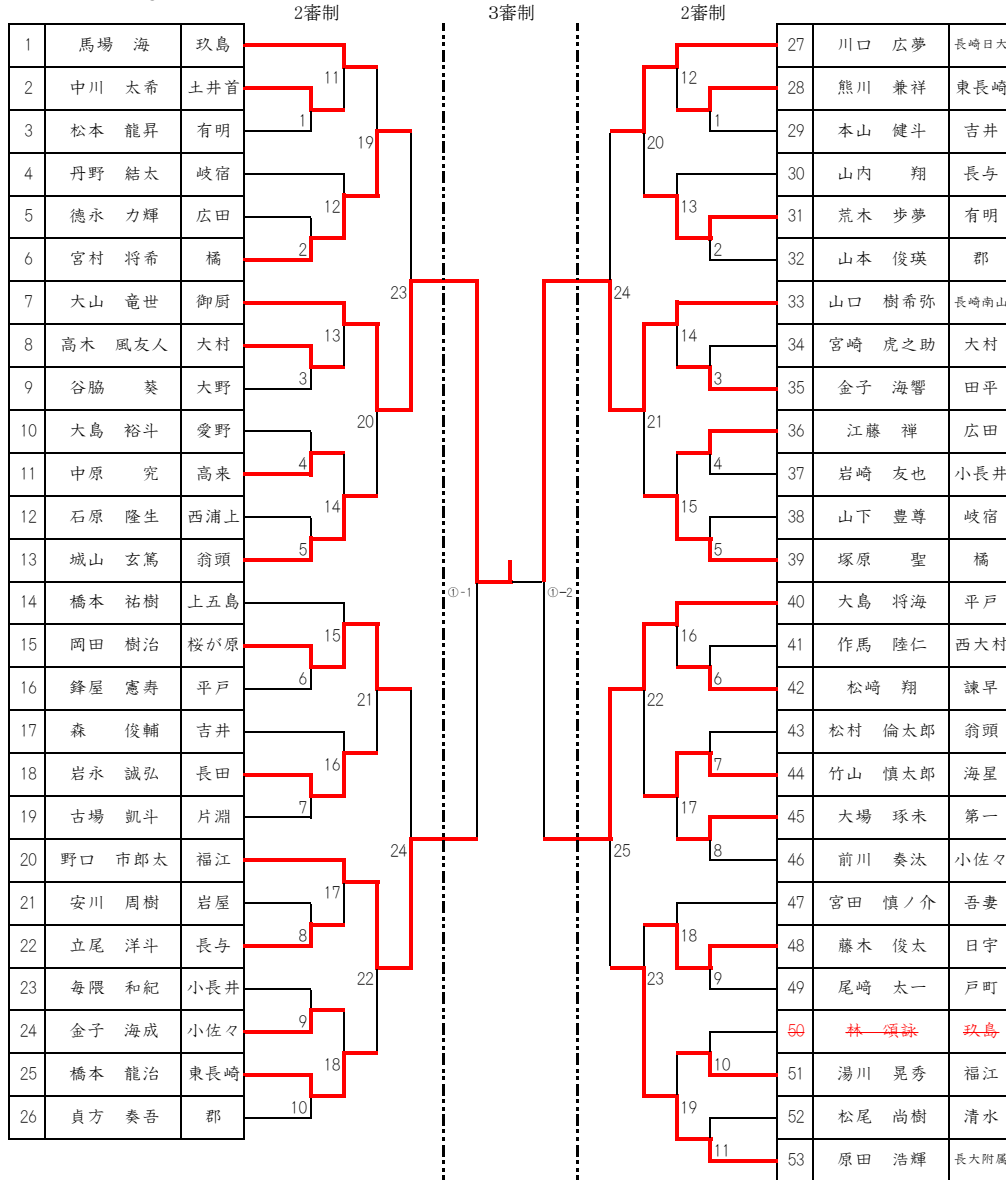 2審制 3審制 2審制
1 馬場 海 玖島
2 中川 太希 土井首
3 松本 龍昇 有明
4 丹野 結太 岐宿
5 德永 力輝 広田
6 宮村 将希 橘
7 大山 竜世 御厨
8 高木 風友人 大村
9 谷脇 葵 大野
10 大島 裕斗 愛野
11 中原 究 高来
12 石原 隆生 西浦上
13 城山 玄篤 翁頭
14 橋本 祐樹 上五島
15 岡田 樹治 桜が原
16 鋒屋 憲寿 平戸
17 森 俊輔 吉井
18 岩永 誠弘 長田
19 古場 凱斗 片淵
20 野口 市郎太 福江
21 安川 周樹 岩屋
22 立尾 洋斗 長与
23 毎隈 和紀 小長井
24 金子 海成 小佐々
25 橋本 龍治 東長崎
26 貞方 奏吾 郡
11
1
19
12
2
23
13
3
20
4
14
5
①-1
15
6
21
16
7
24
17
8
22
9
18
10
12
1
20
13
2
24
14
3
21
4
15
5
①-2
16
6
22
7
17
8
25
18
9
23
10
19
11
27 川口 広夢 長崎日大
28 熊川 兼祥 東長崎
29 本山 健斗 吉井
30 山内 翔 長与
31 荒木 歩夢 有明
32 山本 俊瑛 郡
33 山口 樹希弥 長崎南山
34 宮崎 虎之助 大村
35 金子 海響 田平
36 江藤 禅 広田
37 岩崎 友也 小長井
38 山下 豊尊 岐宿
39 塚原 聖 橘
40 大島 将海 平戸
41 作馬 陸仁 西大村
42 松﨑 翔 諫早
43 松村 倫太郎 翁頭
44 竹山 慎太郎 海星
45 大場 琢未 第一
46 前川 奏汰 小佐々
47 宮田 慎ノ介 吾妻
48 藤木 俊太 日宇
49 尾﨑 太一 戸町
50 林 頌詠 玖島
51 湯川 晃秀 福江
52 松尾 尚樹 清水
53 原田 浩輝 長大附属